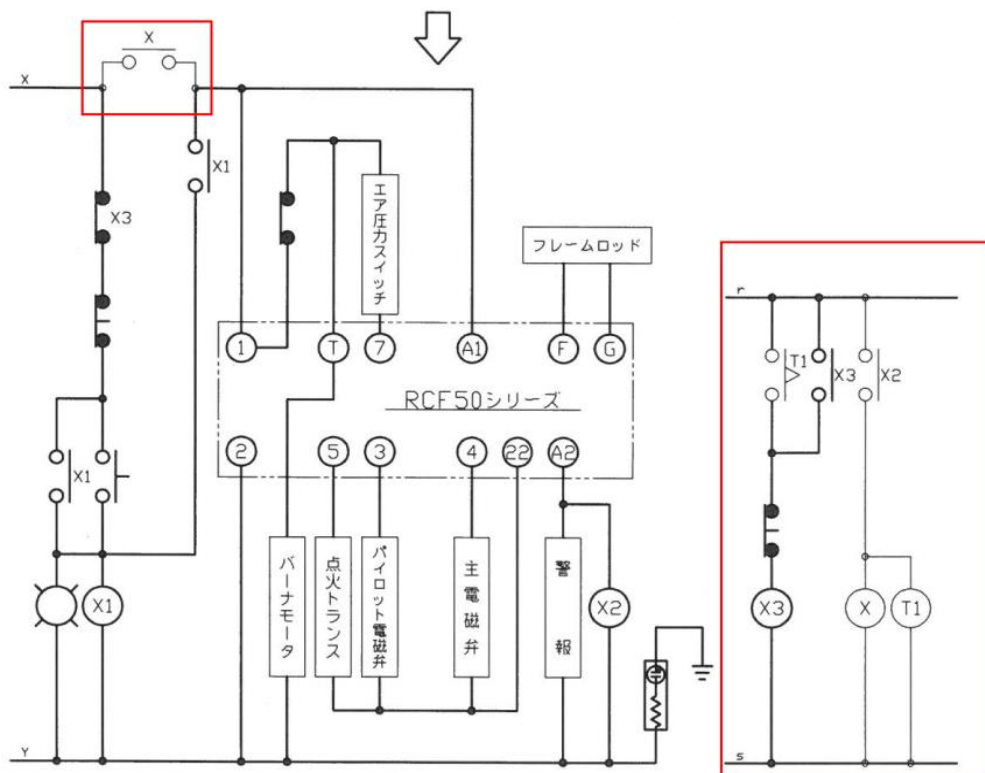 X
X
X1
X3
エア圧力スイッチ
フレームロッド
r
1
T
7
A1
F
G
T1
X3
X2
RCF50シリーズ
2
5
3
4
22
A2
X1
バーナモータ
点火トランス
パイロット電磁弁
主電磁弁
警報
X1
X2
X3
X
T1
Y
s